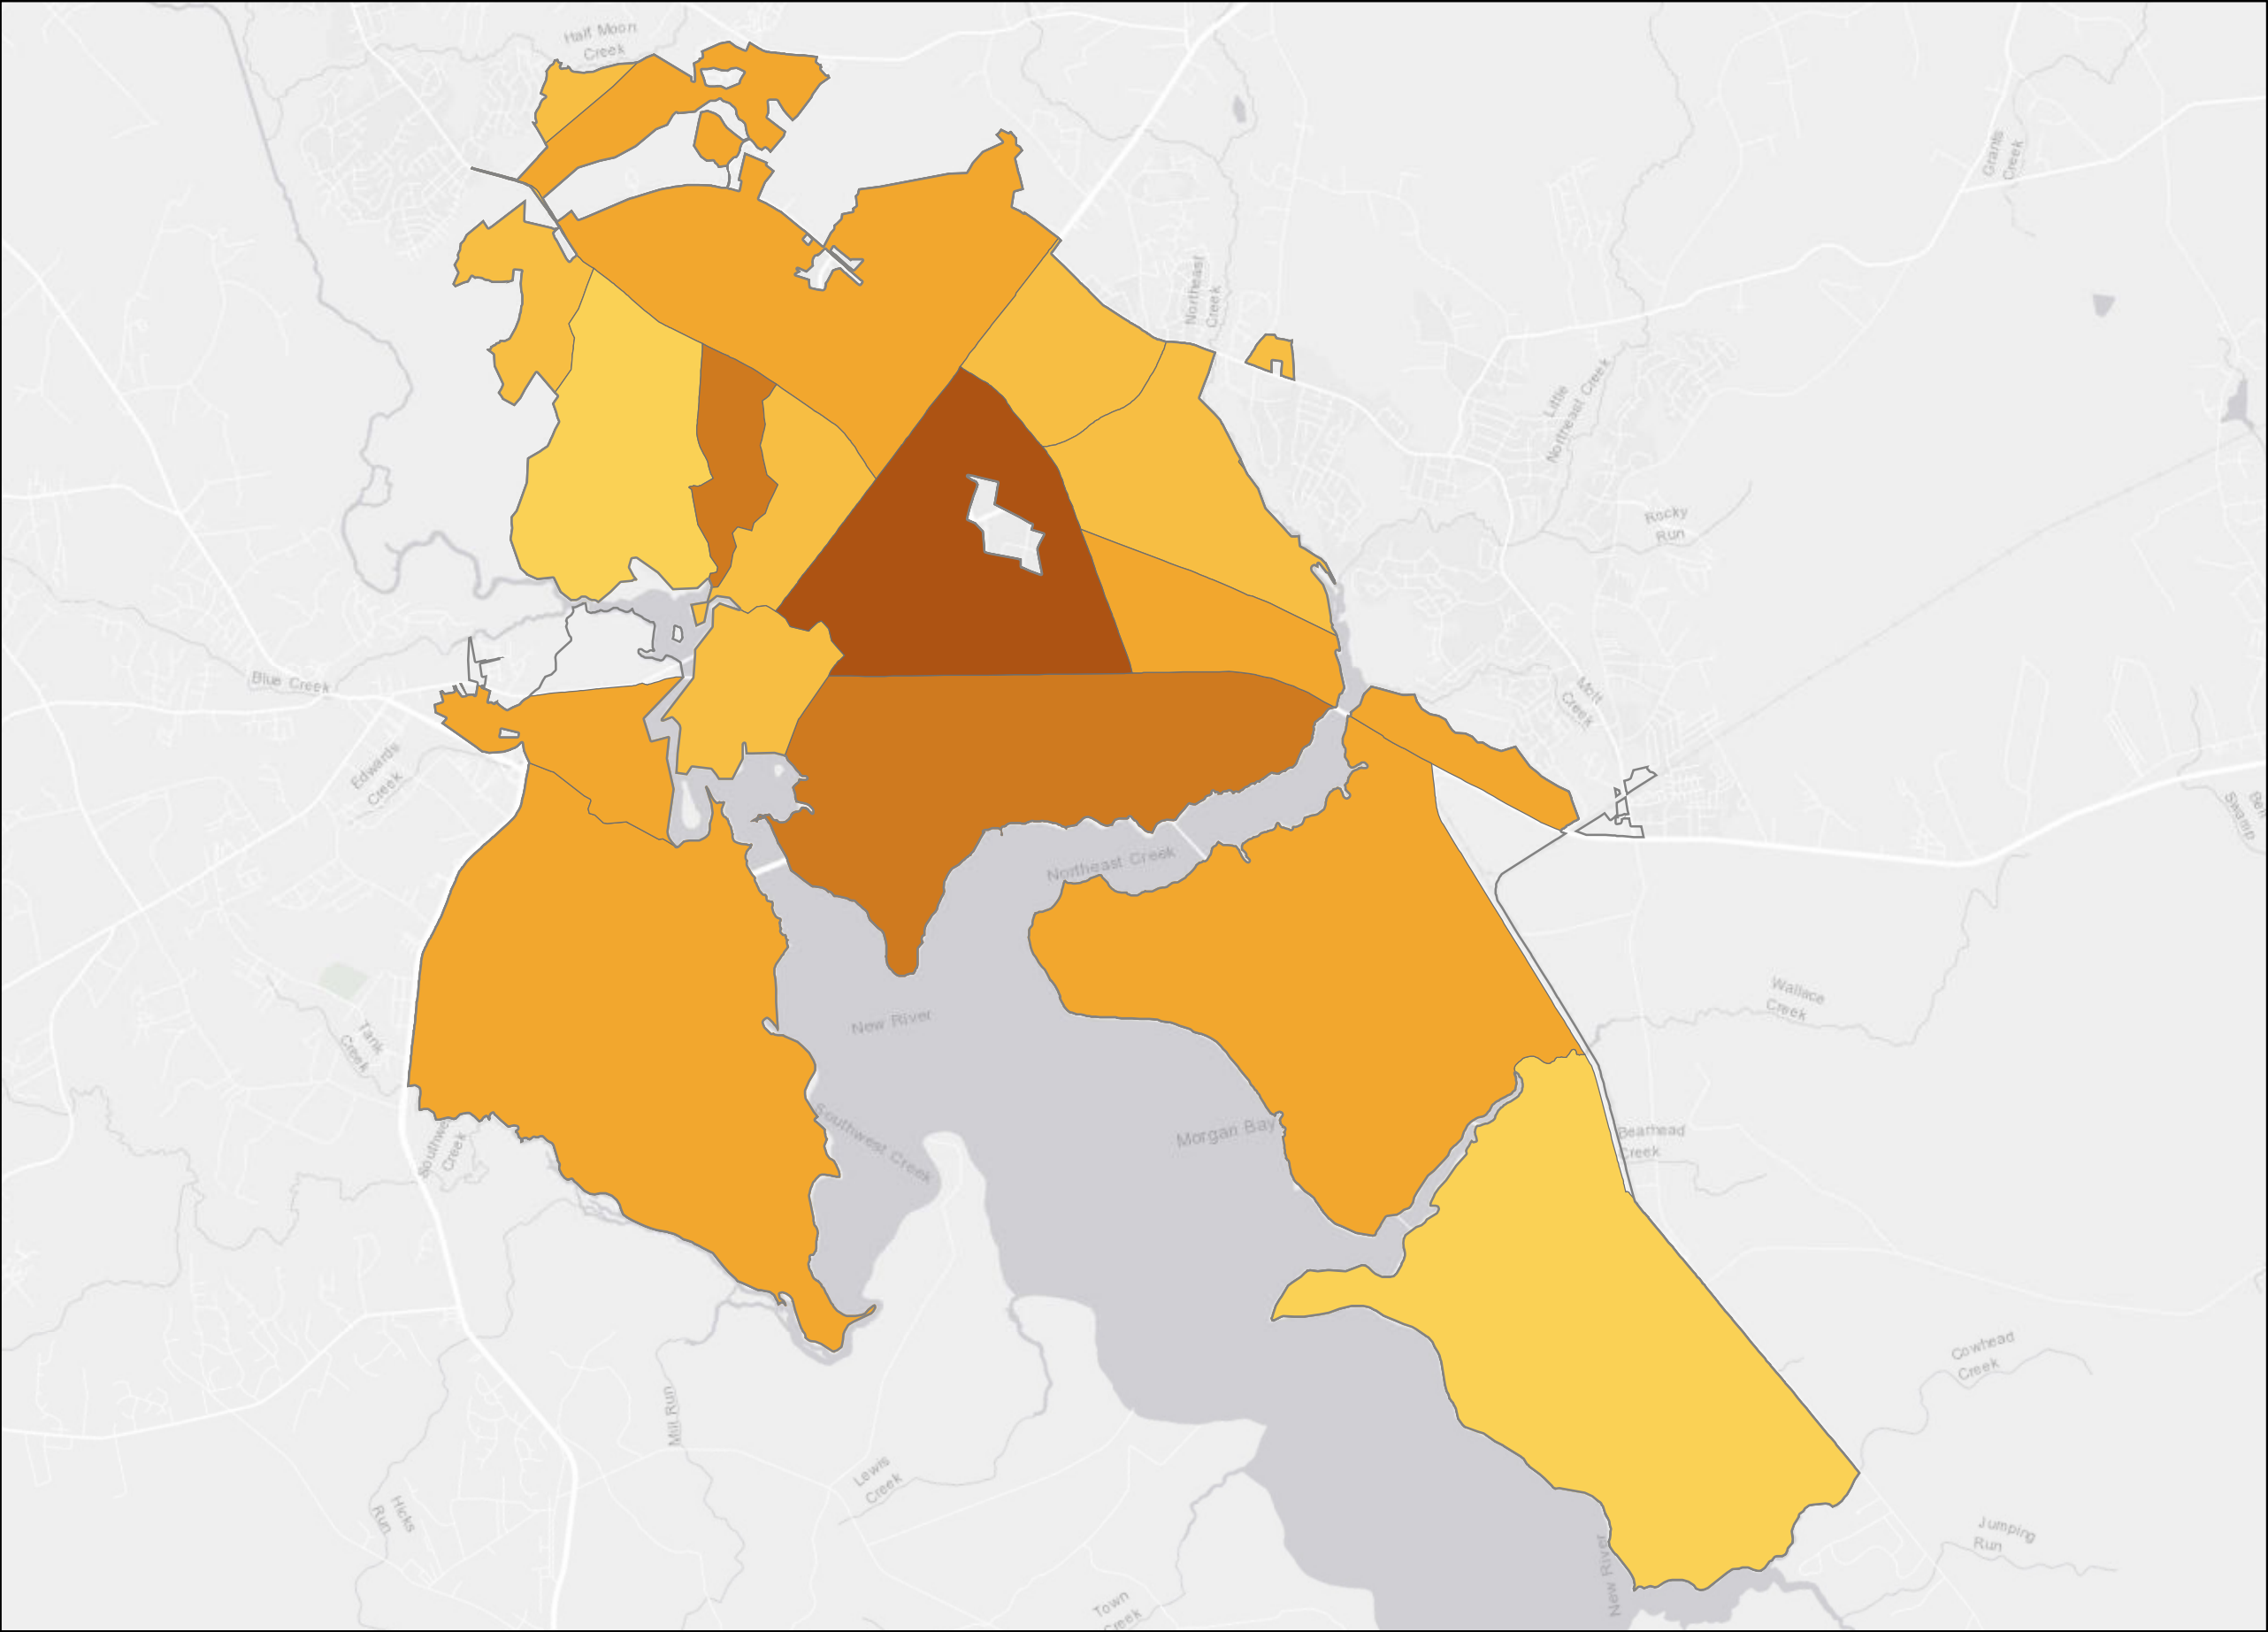 Half Moon
Creek
Grants
Creek
Northeast
Creek
Little
Northeast Creek
Rocky
Run
Blue Creek
Mott
Creek
Edwards
Creek
Swamp
Northeast Creek
Wallace
Creek
New River
Tank
Creek
Southwest Creek
Morgan Bay
Bearhead
Creek
Southwe
Creek
Cowhead
Creek
Mill Run
Lewis
Creek
Hicks
Run
Jumping
Run
New River
Town
Creek